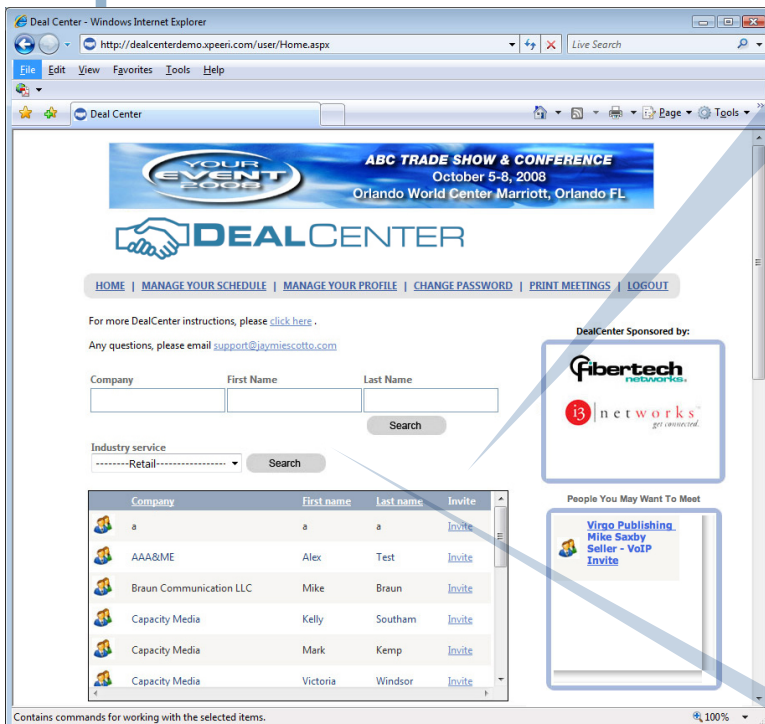 Deal Center - Windows Internet Explorer
http://dealcenterdemo.xpeeri.com/user/Home.aspx
Live Search
File Edit View Favorites Tools Help
Deal Center
Page Tools
YOUR EVENT 2008
ABC TRADE SHOW & CONFERENCE
October 5-8, 2008
Orlando World Center Marriott, Orlando FL
DEALCENTER
HOME | MANAGE YOUR SCHEDULE | MANAGE YOUR PROFILE | CHANGE PASSWORD | PRINT MEETINGS | LOGOUT
For more DealCenter instructions, please click here .
Any questions, please email support@jaymiescotto.com
Company First Name Last Name
Search
Industry service
--------Retail---------------- Search
Company First name Last name Invite
a a a Invite
AAA&ME Alex Test Invite
Braun Communication LLC Mike Braun Invite
Capacity Media Kelly Southam Invite
Capacity Media Mark Kemp Invite
Capacity Media Victoria Windsor Invite
DealCenter Sponsored by:
Fibertech
networks.
i3 networks
get connected.
People You May Want To Meet
Virgo Publishing
Mike Saxby
Seller - VoIP
Invite
Contains commands for working with the selected items.
100%